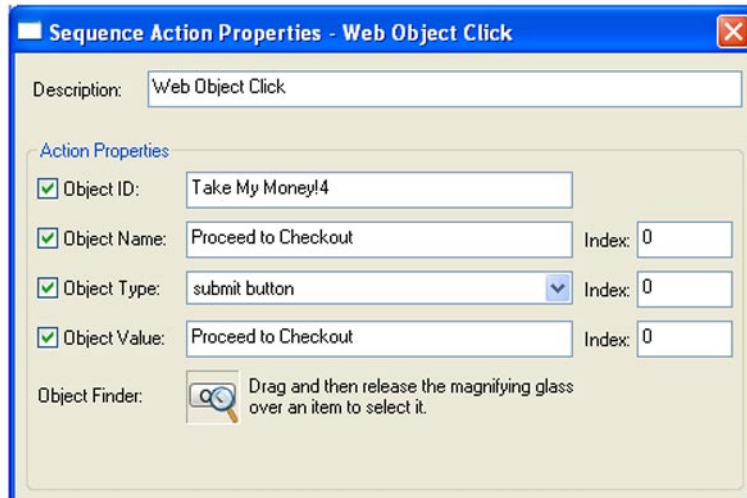 Sequence Action Properties - Web Object Click
Description: Web Object Click
Action Properties
Object ID: Take My Money!4
Object Name: Proceed to Checkout Index: 0
Object Type: submit button Index: 0
Object Value: Proceed to Checkout Index: 0
Object Finder: Drag and then release the magnifying glass
over an item to select it.